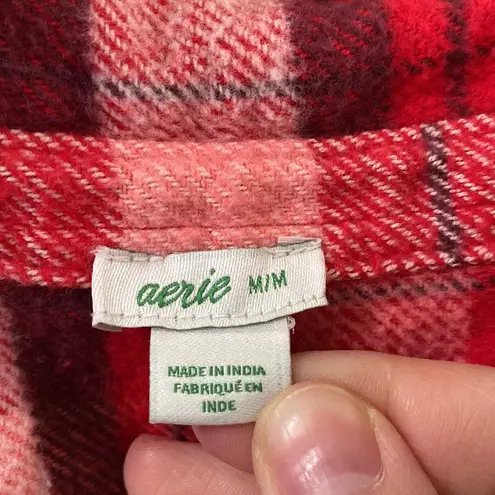 aerie M/M
MADE IN INDIA
FABRIQUÉ EN
INDE